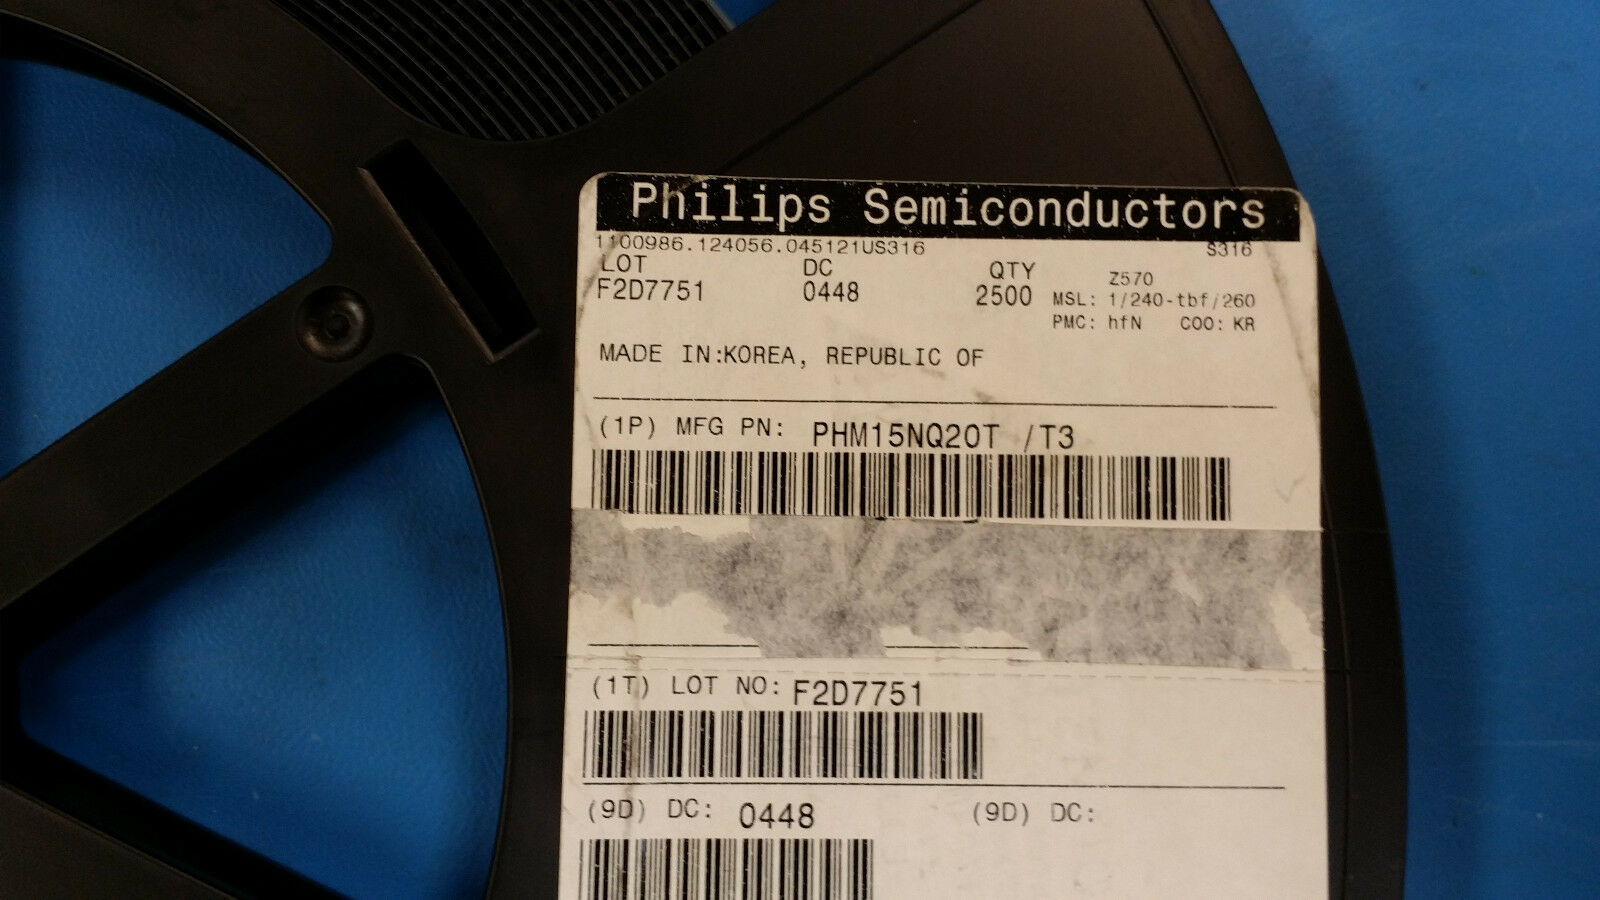 Philips Semiconductors
1100986.124056.045121US316 S316
LOT DC QTY Z570
F2D7751 0448 2500 MSL: 1/240-tbf/260
PMC: hfN COO: KR
MADE IN:KOREA, REPUBLIC OF
(1P) MFG PN: PHM15NQ20T /T3
(1T) LOT NO: F2D7751
(9D) DC: 0448 (9D) DC: